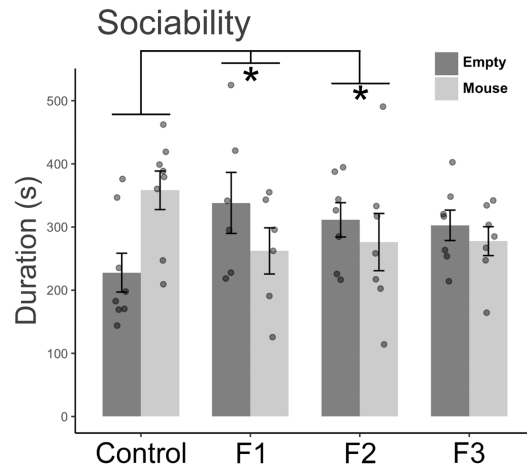 Sociability
Empty
Mouse
*
*
Duration (s)
500
400
300
200
100
0
Control F1 F2 F3